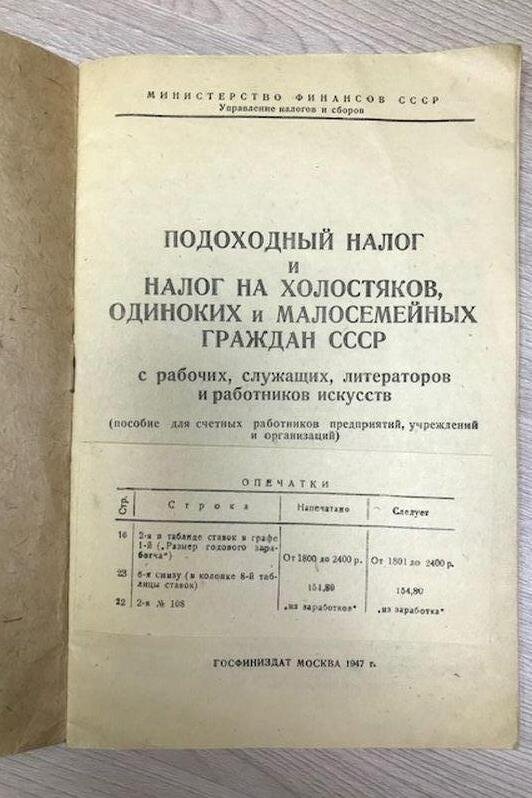 МИНИСТЕРСТВО ФИНАНСОВ СССР
Управление налогов и сборов
ПОДОХОДНЫЙ НАЛОГ
и
НАЛОГ НА ХОЛОСТЯКОВ,
ОДИНОКИХ и МАЛОСЕМЕЙНЫХ
ГРАЖДАН СССР
с рабочих, служащих, литераторов
и работников искусств
(пособие для счетных работников предприятий, учреждений
и организаций)
ОПЕЧАТКИ
Стр. Строка Напечатано Следует
16 2-я в таблице ставок в графе
1-й („Размер годового зара-
ботка“) От 1800 до 2400 р. От 1801 до 2400 р.
23 6-я снизу (в колонке 8-й таб-
лицы ставок) 151,80 154,80
22 2-я № 108 „из заработков“ „из заработка“
ГОСФИНИЗДАТ МОСКВА 1947 г.